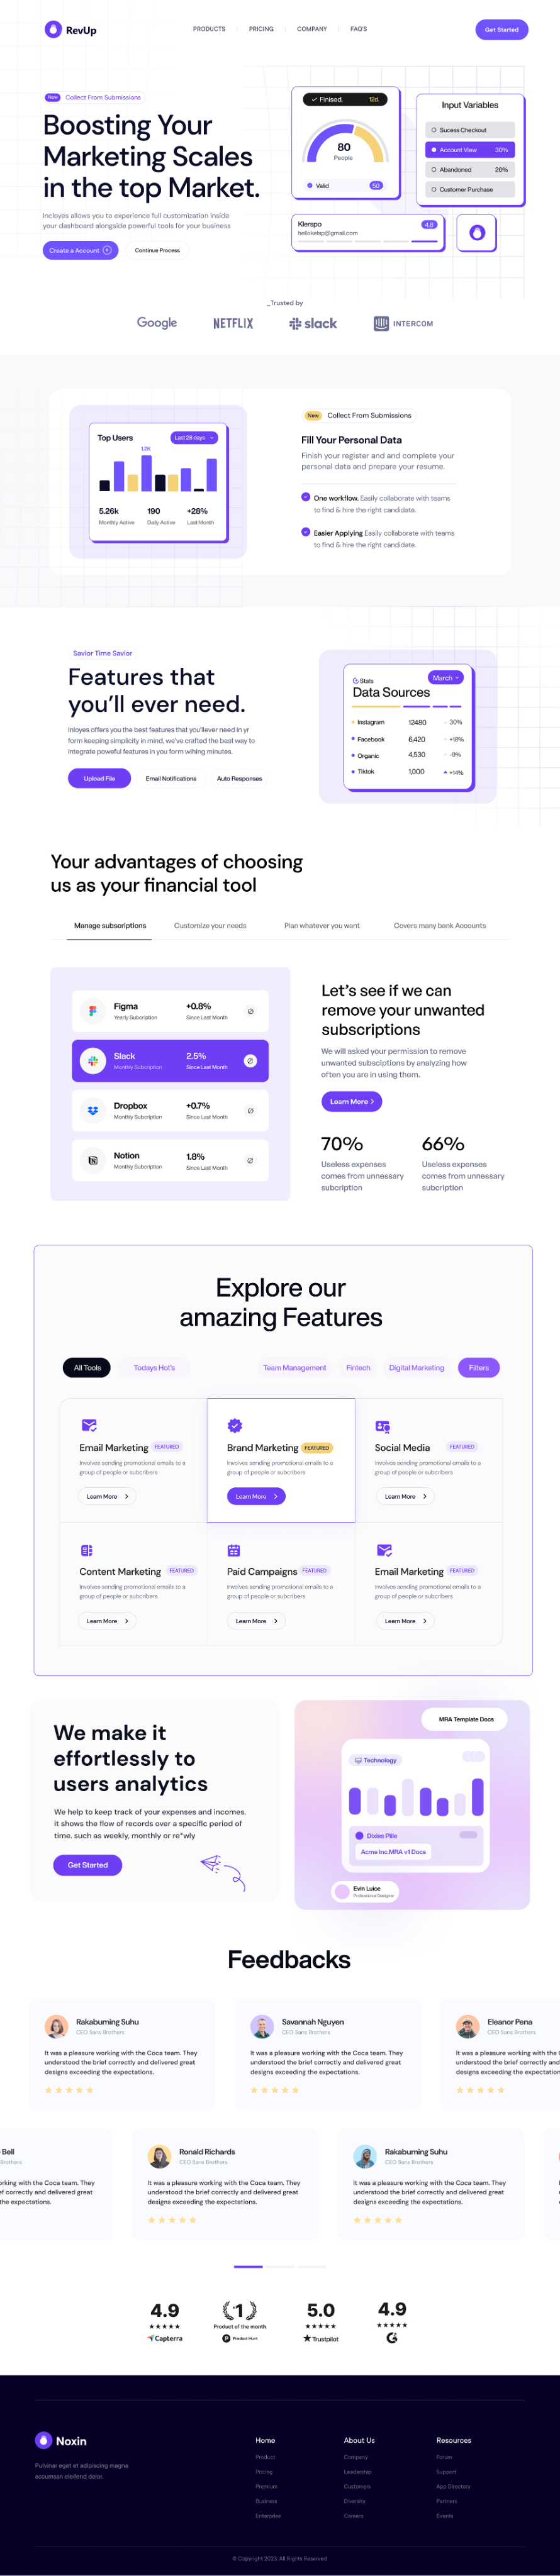 RevUp
PRODUCTS
PRICING
COMPANY
FAQ'S
Get Started
New Collect From Submissions
Boosting Your
Marketing Scales
in the top Market.
Incloyes allows you to experience full customization inside
your dashboard alongside powerful tools for your business
Create a Account
Continue Process
Finised. 12d.
80
People
Valid 50
Input Variables
Sucess Checkout
Account View 30%
Abandoned 20%
Customer Purchase
Klerspo 4.8
hellokelsp@gmail.com
_Trusted by
Google
NETFLIX
slack
INTERCOM
Top Users Last 28 days
1.2K
5.26k 190 +28%
Monthly Active Daily Active Last Month
New Collect From Submissions
Fill Your Personal Data
Finish your register and and complete your
personal data and prepare your resume.
One workflow. Easily collaborate with teams
to find & hire the right candidate.
Easier Applying Easily collaborate with teams
to find & hire the right candidate.
Savior Time Savior
Features that
you'll ever need.
Inloyes offers you the best features that you'llever need in yr
form keeping simplicity in mind, we've crafted the best way to
integrate poweful features in you form wihing minutes.
Upload File
Email Notifications
Auto Responses
Stats March
Data Sources
Instagram 12480 30%
Facebook 6,420 +18%
Organic 4,530 -9%
Tiktok 1,000 +14%
Your advantages of choosing
us as your financial tool
Manage subscriptions
Customize your needs
Plan whatever you want
Covers many bank Accounts
Figma +0.8%
Yearly Subcription Since Last Month
Slack 2.5%
Monthly Subcription Since Last Month
Dropbox +0.7%
Monthly Subcription Since Last Month
Notion 1.8%
Monthly Subcription Since Last Month
Let's see if we can
remove your unwanted
subscriptions
We will asked your permission to remove
unwanted subsciptions by analyzing how
often you are in using them.
Learn More
70% 66%
Useless expenses
comes from unnessary
subcription
Useless expenses
comes from unnessary
subcription
Explore our
amazing Features
All Tools
Todays Hot's
Team Management
Fintech
Digital Marketing
Filters
Email Marketing FEATURED
Involves sending promotional emails to a
group of people or subcribers
Learn More
Brand Marketing FEATURED
Involves sending promotional emails to a
group of people or subcribers
Learn More
Social Media FEATURED
Involves sending promotional emails to a
group of people or subcribers
Learn More
Content Marketing FEATURED
Involves sending promotional emails to a
group of people or subcribers
Learn More
Paid Campaigns FEATURED
Involves sending promotional emails to a
group of people or subcribers
Learn More
Email Marketing FEATURED
Involves sending promotional emails to a
group of people or subcribers
Learn More
We make it
effortlessly to
users analytics
We help to keep track of your expenses and incomes.
it shows the flow of records over a specific period of
time. such as weekly, monthly or re*wly
Get Started
MRA Template Docs
Technology
Dixies Plile
Acme Inc.MRA v1 Docs
Evin Luice
Professional Designer
Feedbacks
Rakabuming Suhu
CEO Sans Brothers
It was a pleasure working with the Coca team. They
understood the brief correctly and delivered great
designs exceeding the expectations.
Savannah Nguyen
CEO Sans Brothers
It was a pleasure working with the Coca team. They
understood the brief correctly and delivered great
designs exceeding the expectations.
Eleanor Pena
CEO Sans Brothers
It was a pleasure working with the
understood the brief correctly and
designs exceeding the expectation
Bell
Brothers
rking with the Coca team. They
ef correctly and delivered great
the expectations.
Ronald Richards
CEO Sans Brothers
It was a pleasure working with the Coca team. They
understood the brief correctly and delivered great
designs exceeding the expectations.
Rakabuming Suhu
CEO Sans Brothers
It was a pleasure working with the Coca team. They
understood the brief correctly and delivered great
designs exceeding the expectations.
4.9
Capterra
1
Product of the month
Product Hunt
5.0
Trustpilot
4.9
Noxin
Pulvinar eget et adipiscing magna
accumsan eleifend dolor.
Home
Product
Pricing
Premium
Business
Enterprise
About Us
Company
Leadership
Customers
Diversity
Careers
Resources
Forum
Support
App Directory
Partners
Events
© Copyright 2023, All Rights Reserved